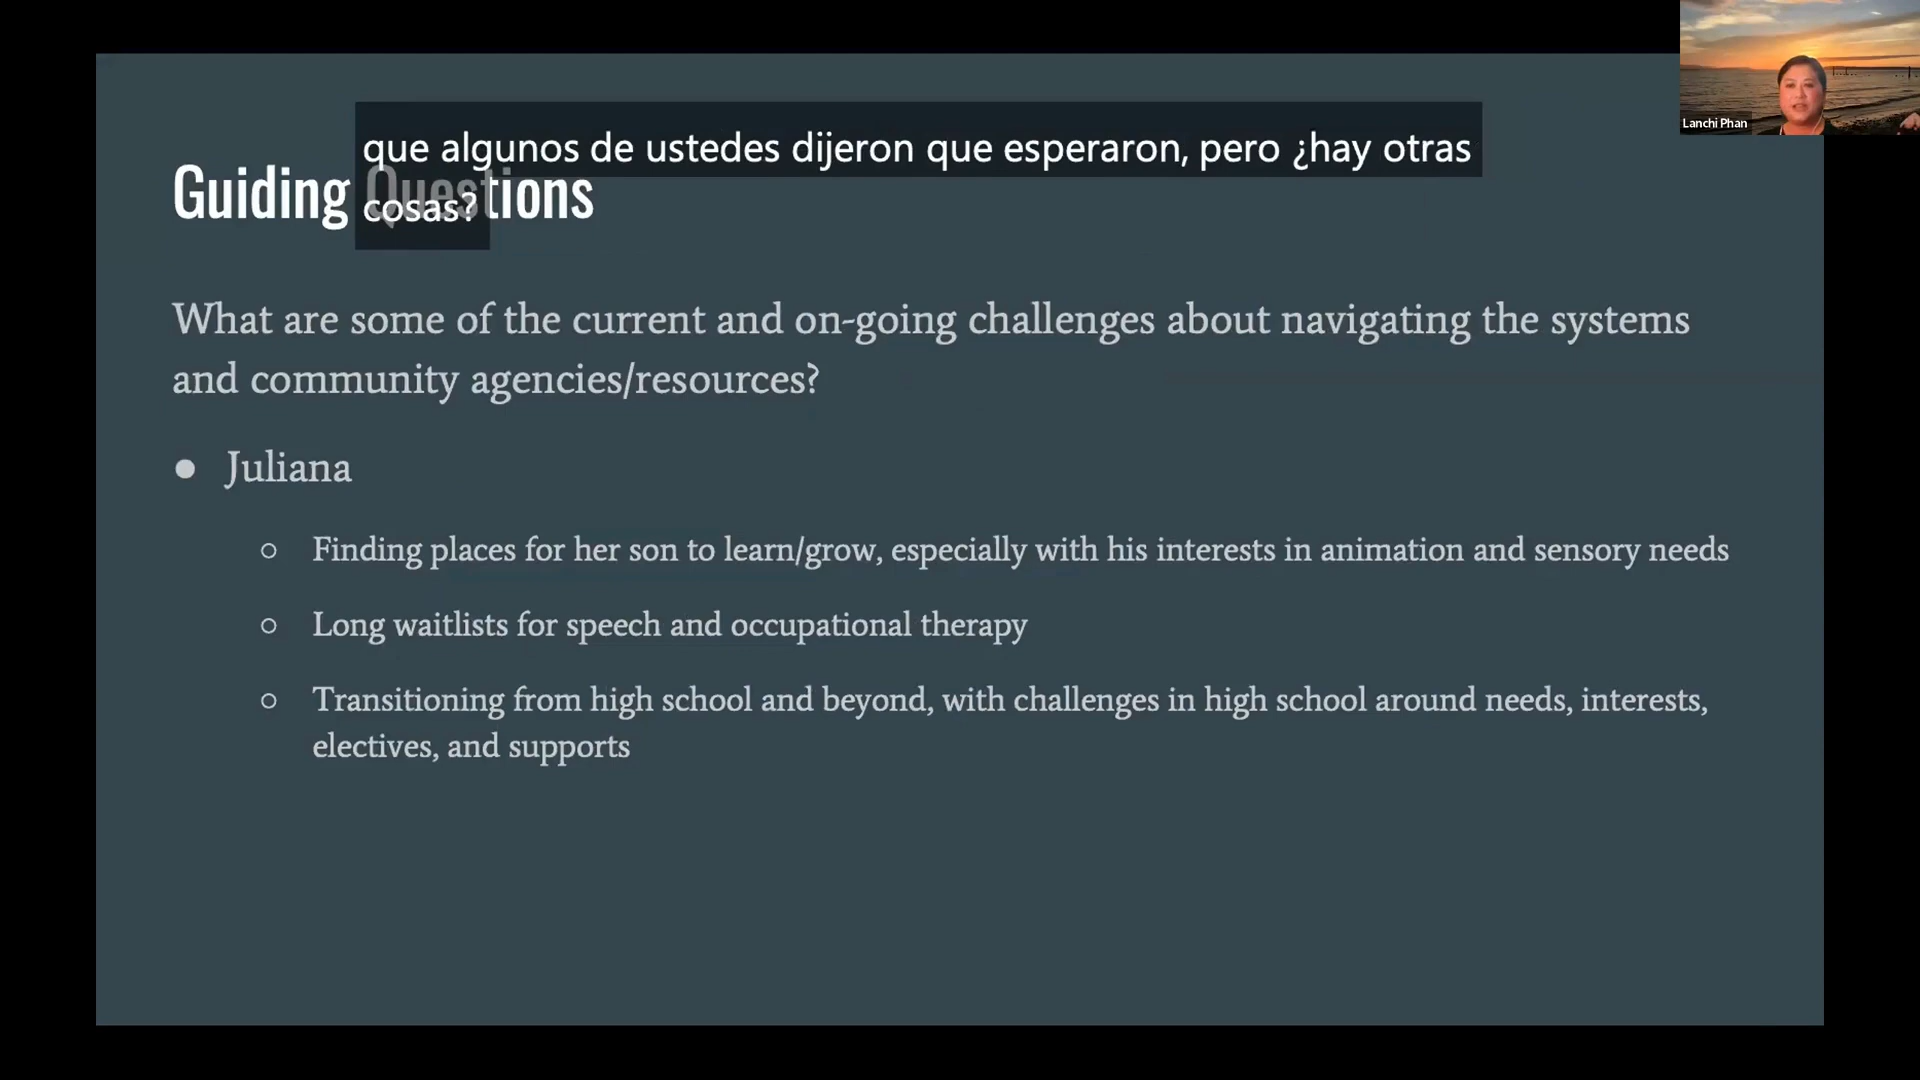 Lanchi Phan
que algunos de ustedes dijeron que esperaron, pero ¿hay otras
cosas?
Guiding Questions
What are some of the current and on-going challenges about navigating the systems
and community agencies/resources?
● Juliana
○ Finding places for her son to learn/grow, especially with his interests in animation and sensory needs
○ Long waitlists for speech and occupational therapy
○ Transitioning from high school and beyond, with challenges in high school around needs, interests,
electives, and supports